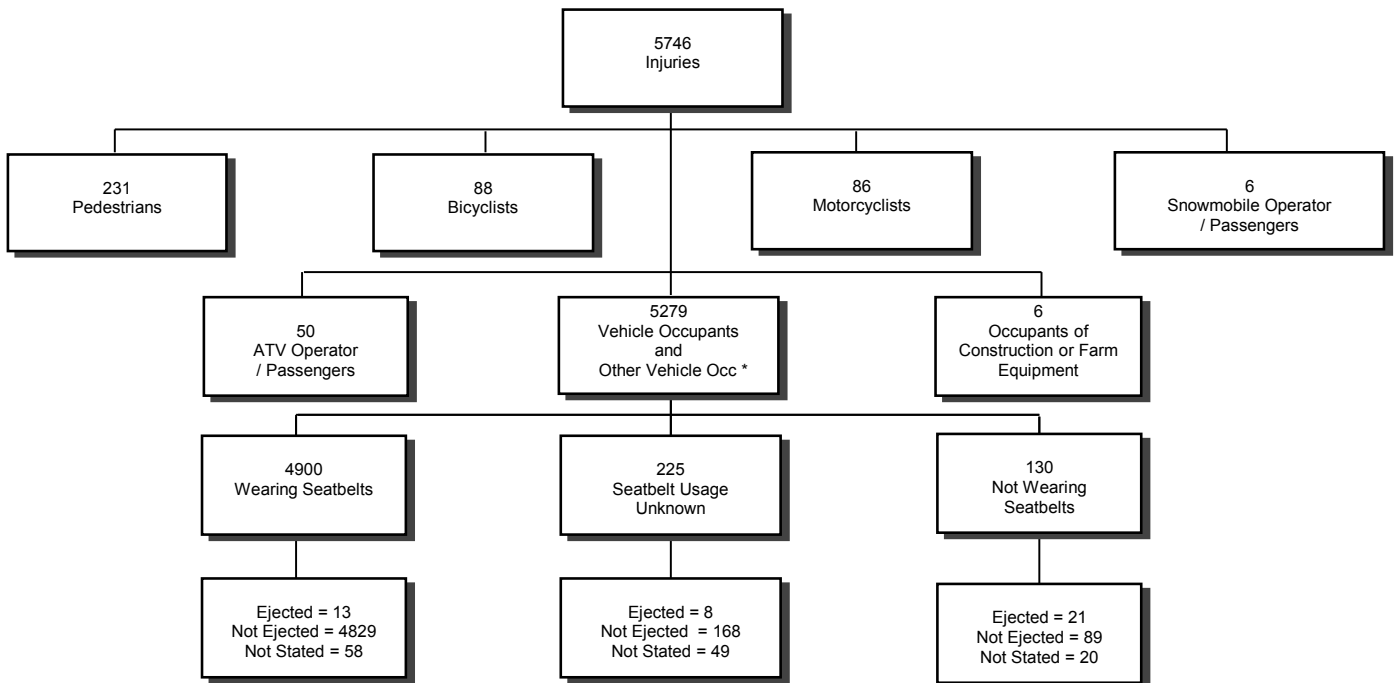 5746
Injuries
231
Pedestrians
88
Bicyclists
86
Motorcyclists
6
Snowmobile Operator
/ Passengers
50
ATV Operator
/ Passengers
5279
Vehicle Occupants
and
Other Vehicle Occ *
6
Occupants of
Construction or Farm
Equipment
4900
Wearing Seatbelts
225
Seatbelt Usage
Unknown
130
Not Wearing
Seatbelts
Ejected = 13
Not Ejected = 4829
Not Stated = 58
Ejected = 8
Not Ejected = 168
Not Stated = 49
Ejected = 21
Not Ejected = 89
Not Stated = 20